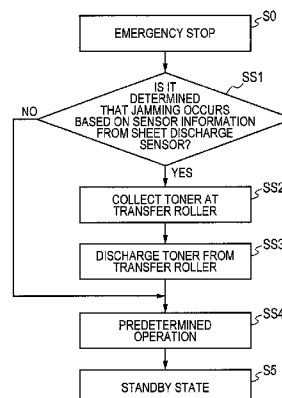 S0
EMERGENCY STOP
SS1
IS IT
DETERMINED
THAT JAMMING OCCURS
BASED ON SENSOR INFORMATION
FROM SHEET DISCHARGE
SENSOR?
NO
YES
SS2
COLLECT TONER AT
TRANSFER ROLLER
SS3
DISCHARGE TONER FROM
TRANSFER ROLLER
SS4
PREDETERMINED
OPERATION
S5
STANDBY STATE